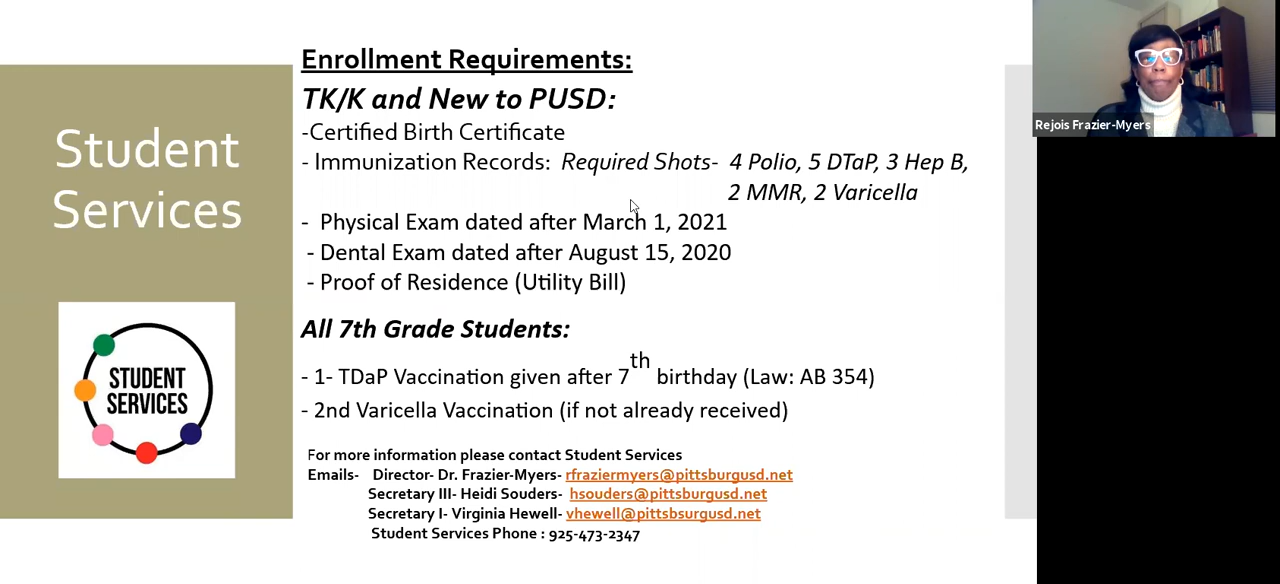 Student
Services
STUDENT
SERVICES
Enrollment Requirements:
TK/K and New to PUSD:
-Certified Birth Certificate
- Immunization Records: Required Shots- 4 Polio, 5 DTaP, 3 Hep B,
2 MMR, 2 Varicella
- Physical Exam dated after March 1, 2021
- Dental Exam dated after August 15, 2020
- Proof of Residence (Utility Bill)
All 7th Grade Students:
- 1- TDaP Vaccination given after 7th birthday (Law: AB 354)
- 2nd Varicella Vaccination (if not already received)
For more information please contact Student Services
Emails- Director- Dr. Frazier-Myers- rfraziermyers@pittsburgusd.net
Secretary III- Heidi Souders- hsouders@pittsburgusd.net
Secretary I- Virginia Hewell- vhewell@pittsbsurgusd.net
Student Services Phone : 925-473-2347
Rejois Frazier-Myers